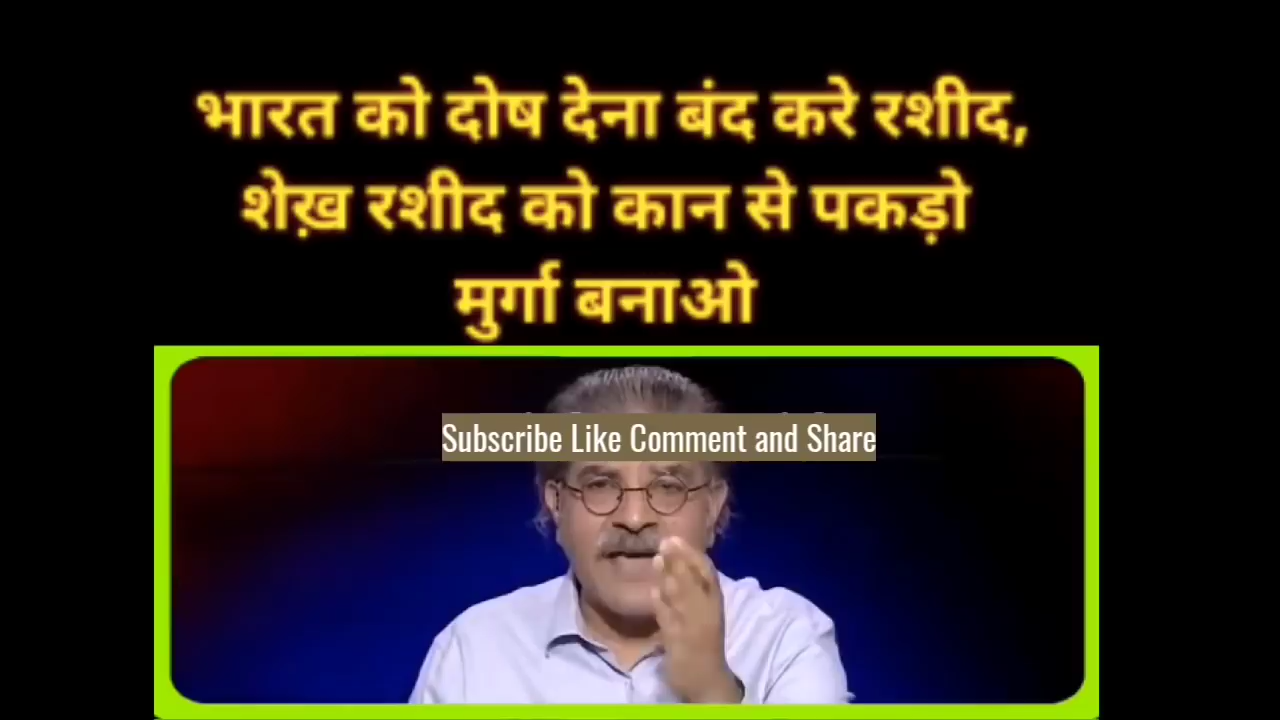 भारत को दोष देना बंद करे रशीद,
शेख़ रशीद को कान से पकड़ो
मुर्गा बनाओ
Subscribe Like Comment and Share